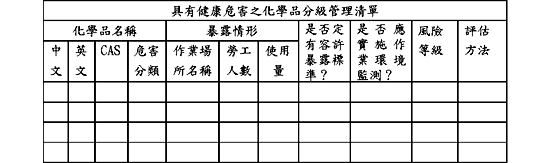 具有健康危害之化學品分級管理清單
化學品名稱 暴露情形 是否定有容許暴露標準？ 是否應實施作業環境監測？ 風險等級 評估方法
中文 英文 CAS 危害分類 作業場所名稱 勞工人數 使用量